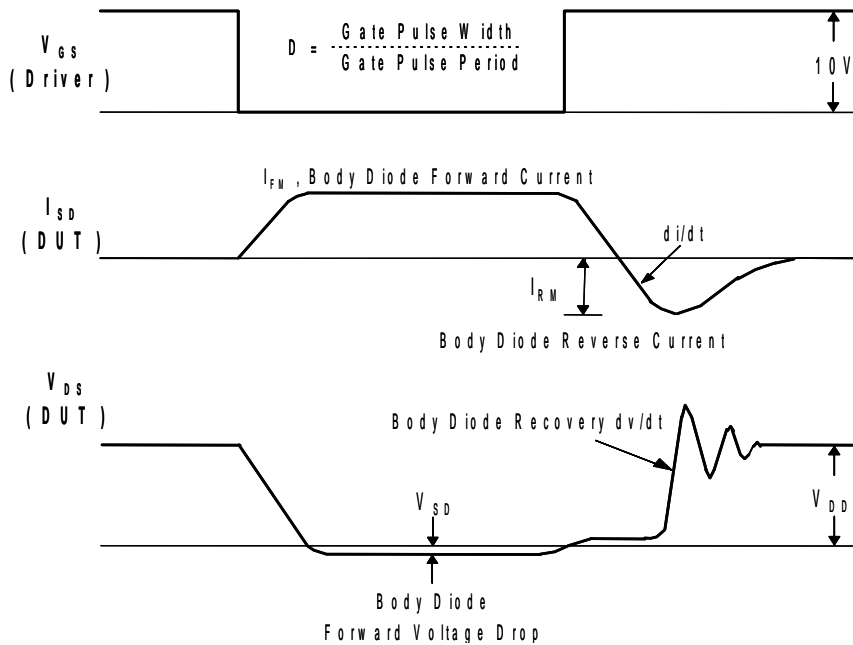 V GS
( Driver )
D = Gate Pulse Width
Gate Pulse Period
10V
I FM , Body Diode Forward Current
I SD
( DUT )
di/dt
I RM
Body Diode Reverse Current
V DS
( DUT )
Body Diode Recovery dv/dt
V SD
V DD
Body Diode
Forward Voltage Drop